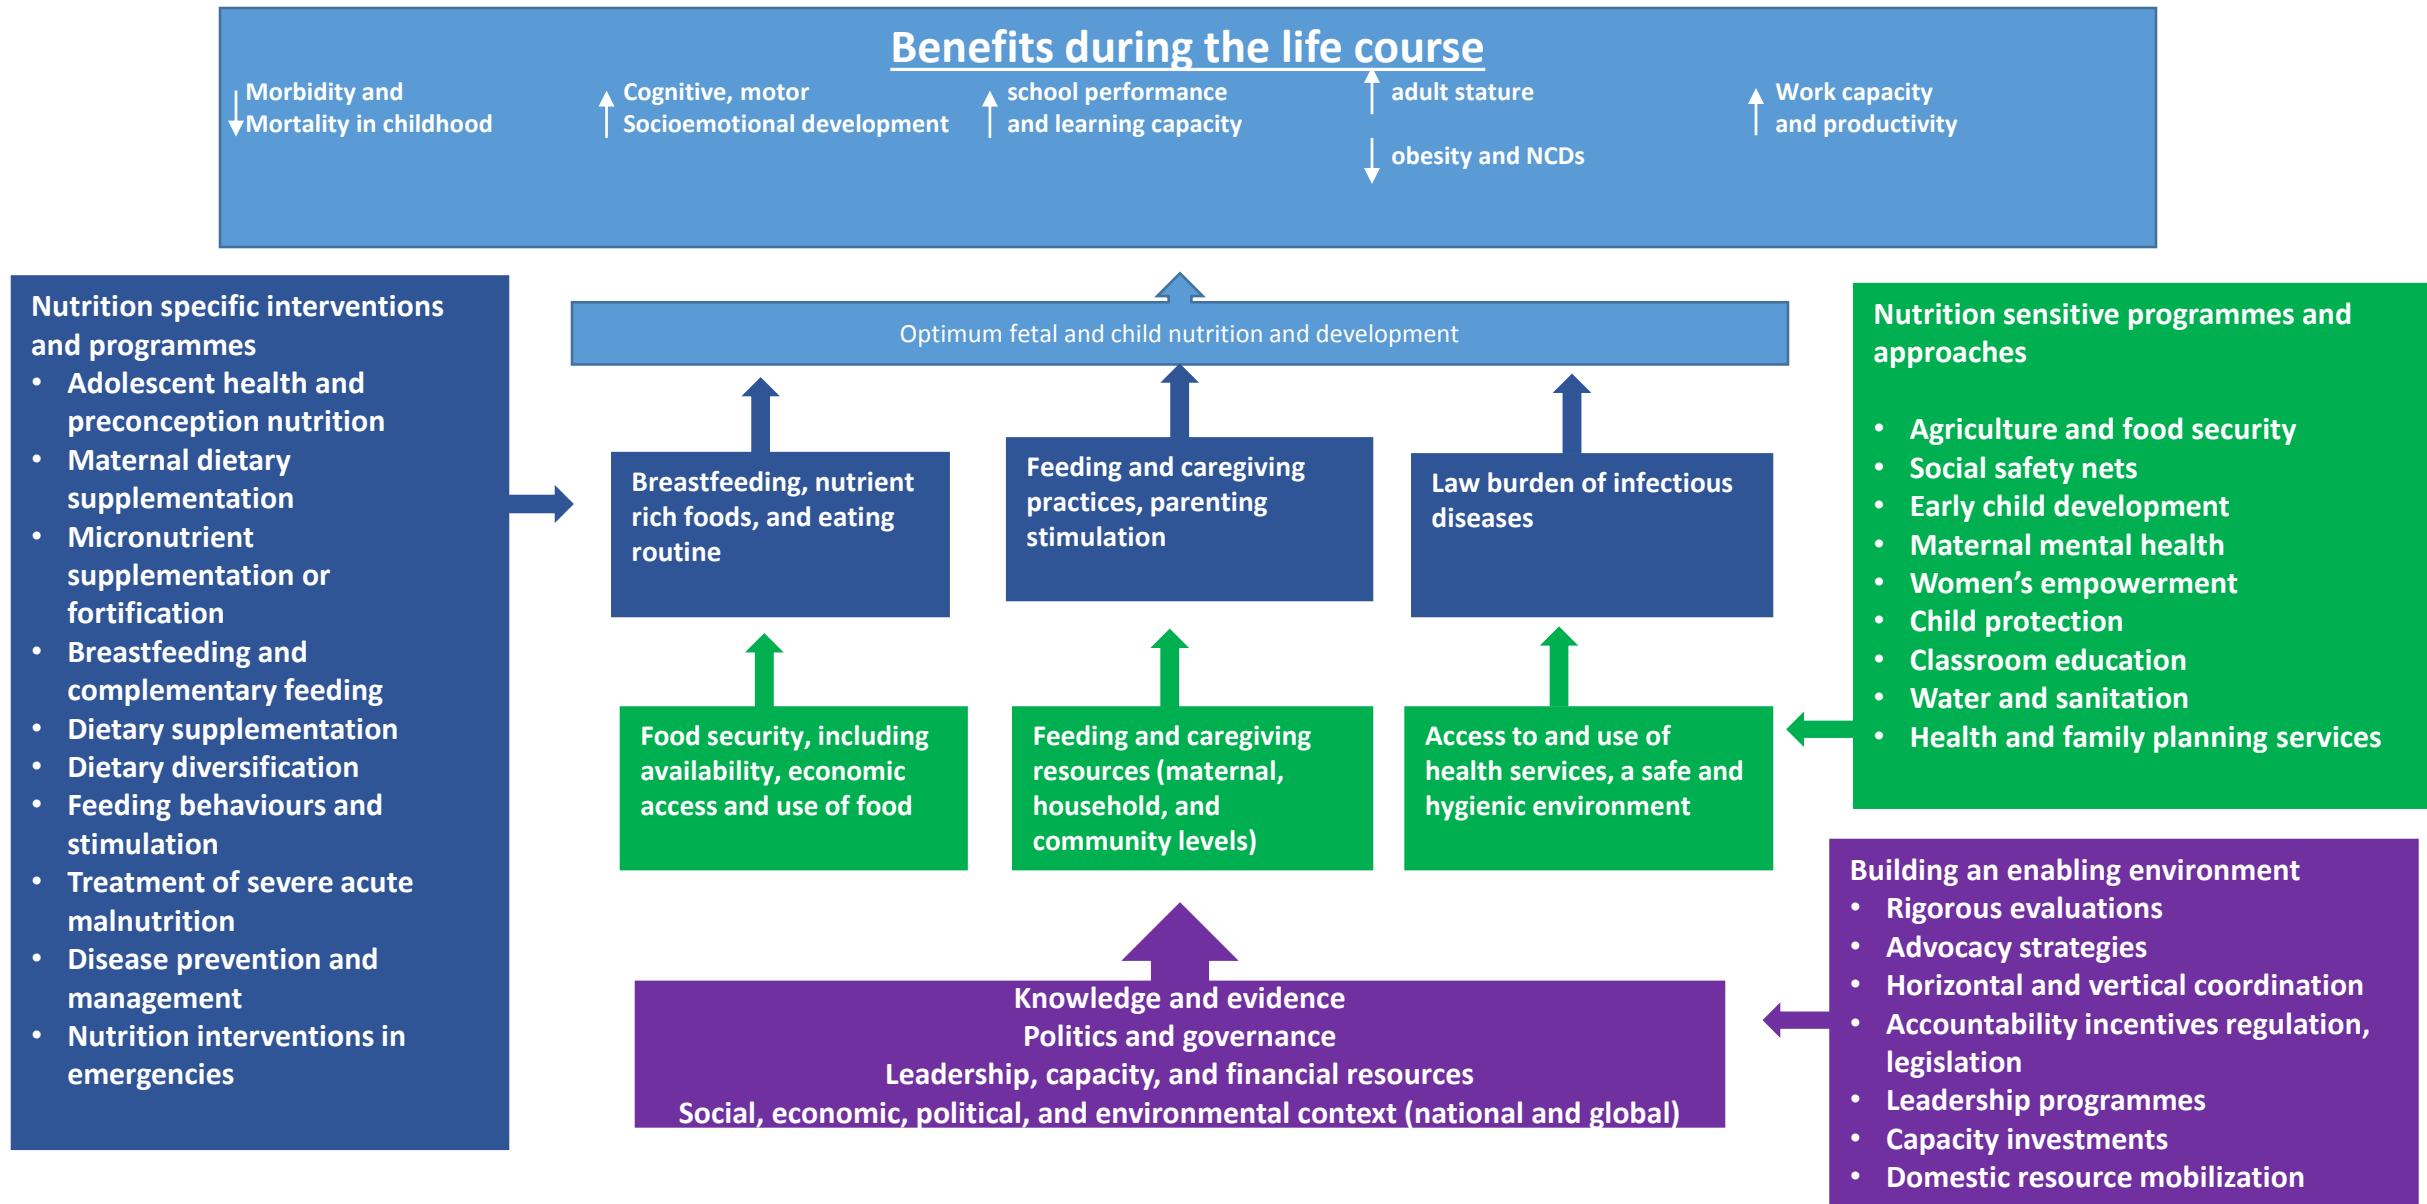 Benefits during the life course
Morbidity and
Mortality in childhood
Cognitive, motor
Socioemotional development
school performance
and learning capacity
adult stature
obesity and NCDs
Work capacity
and productivity
Nutrition specific interventions
and programmes
• Adolescent health and
preconception nutrition
• Maternal dietary
supplementation
• Micronutrient
supplementation or
fortification
• Breastfeeding and
complementary feeding
• Dietary supplementation
• Dietary diversification
• Feeding behaviours and
stimulation
• Treatment of severe acute
malnutrition
• Disease prevention and
management
• Nutrition interventions in
emergencies
Optimum fetal and child nutrition and development
Breastfeeding, nutrient
rich foods, and eating
routine
Feeding and caregiving
practices, parenting
stimulation
Law burden of infectious
diseases
Food security, including
availability, economic
access and use of food
Feeding and caregiving
resources (maternal,
household, and
community levels)
Access to and use of
health services, a safe and
hygienic environment
Knowledge and evidence
Politics and governance
Leadership, capacity, and financial resources
Social, economic, political, and environmental context (national and global)
Nutrition sensitive programmes and
approaches
• Agriculture and food security
• Social safety nets
• Early child development
• Maternal mental health
• Women’s empowerment
• Child protection
• Classroom education
• Water and sanitation
• Health and family planning services
Building an enabling environment
• Rigorous evaluations
• Advocacy strategies
• Horizontal and vertical coordination
• Accountability incentives regulation,
legislation
• Leadership programmes
• Capacity investments
• Domestic resource mobilization